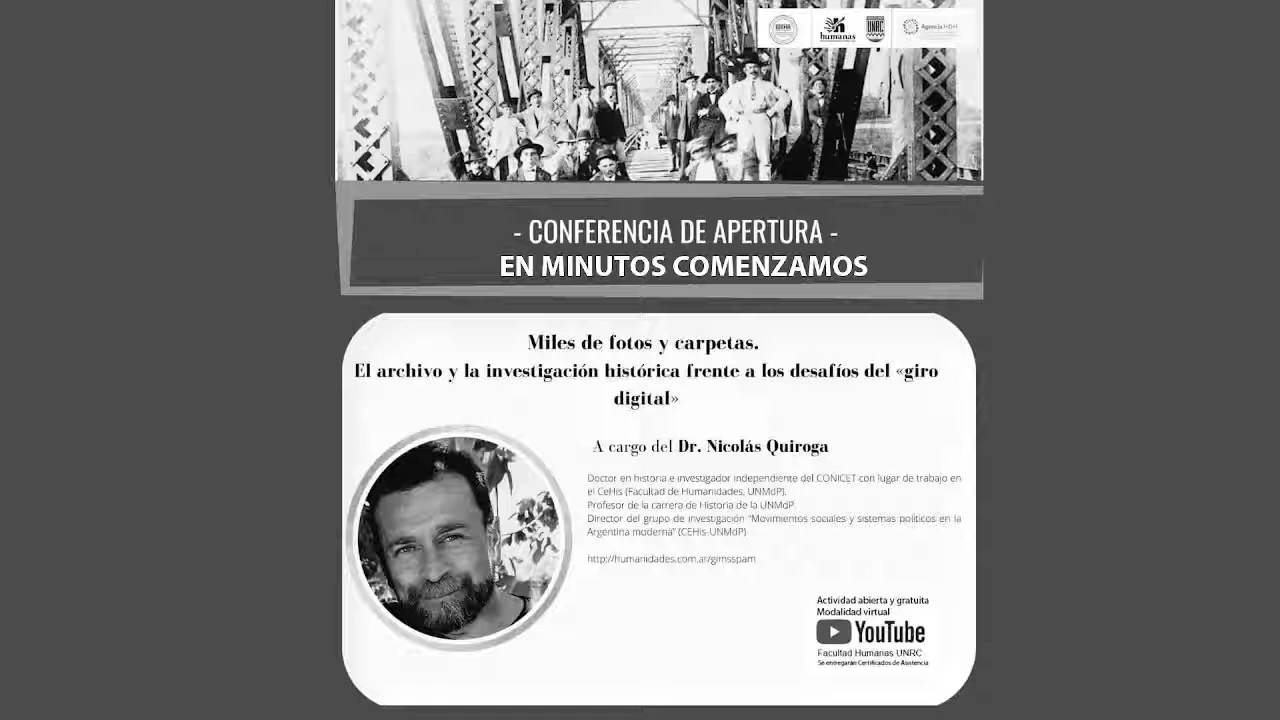 humanas
UNRC
Agencia I+D+i
- CONFERENCIA DE APERTURA -
EN MINUTOS COMENZAMOS
Miles de fotos y carpetas.
El archivo y la investigación histórica frente a los desafíos del «giro
digital»
A cargo del Dr. Nicolás Quiroga
Doctor en historia e investigador independiente del CONICET con lugar de trabajo en
el CeHis (Facultad de Humanidades, UNMdP).
Profesor de la carrera de Historia de la UNMdP
Director del grupo de investigación "Movimientos sociales y sistemas políticos en la
Argentina moderna" (CEHis-UNMdP)
http://humanidades.com.ar/gimsspam
Actividad abierta y gratuita
Modalidad virtual
YouTube
Facultad Humanas UNRC
Se entregarán Certificados de Asistencia